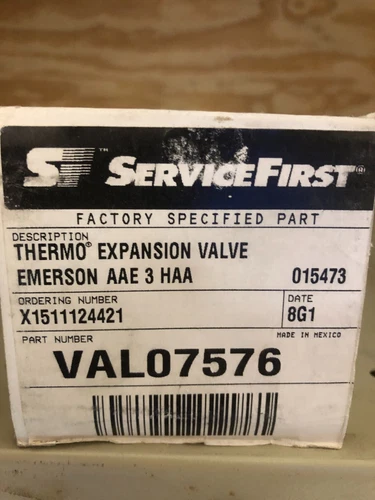 SF™ SERVICEFIRST®
FACTORY SPECIFIED PART
DESCRIPTION
THERMO® EXPANSION VALVE
EMERSON AAE 3 HAA 015473
ORDERING NUMBER DATE
X1511124421 8G1
PART NUMBER MADE IN MEXICO
VAL07576